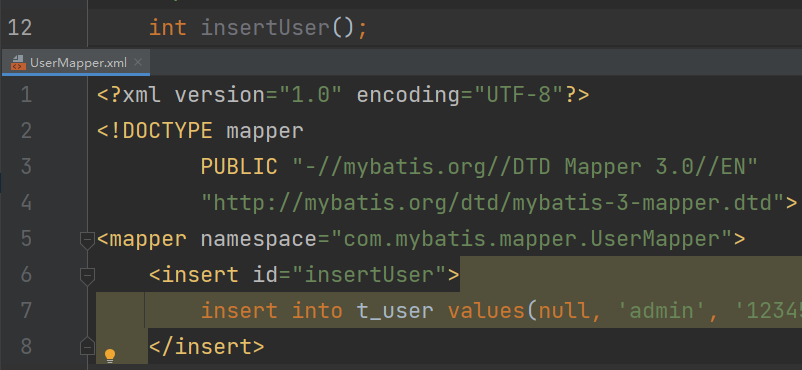 12 int insertUser();
UserMapper.xml ×
1 <?xml version="1.0" encoding="UTF-8"?>
2 <!DOCTYPE mapper
3 PUBLIC "-//mybatis.org//DTD Mapper 3.0//EN"
4 "http://mybatis.org/dtd/mybatis-3-mapper.dtd">
5 <mapper namespace="com.mybatis.mapper.UserMapper">
6 <insert id="insertUser">
7 insert into t_user values(null, 'admin', '12345
8 </insert>